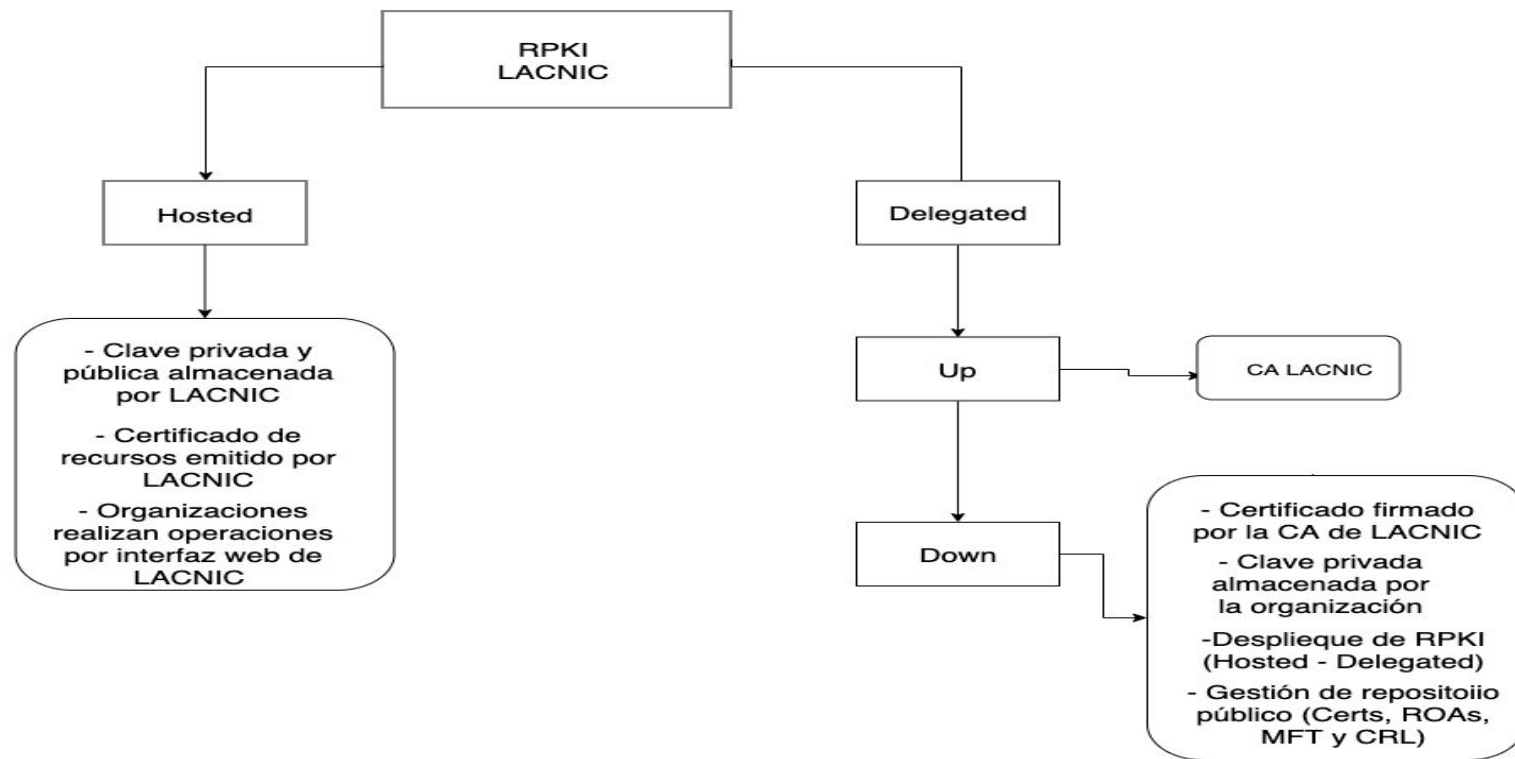 RPKI
LACNIC
Hosted
Delegated
- Clave privada y
pública almacenada
por LACNIC
- Certificado de
recursos emitido por
LACNIC
- Organizaciones
realizan operaciones
por interfaz web de
LACNIC
Up
CA LACNIC
Down
- Certificado firmado
por la CA de LACNIC
- Clave privada
almacenada por
la organización
-Desplieque de RPKI
(Hosted - Delegated)
- Gestión de repositoiio
público (Certs, ROAs,
MFT y CRL)